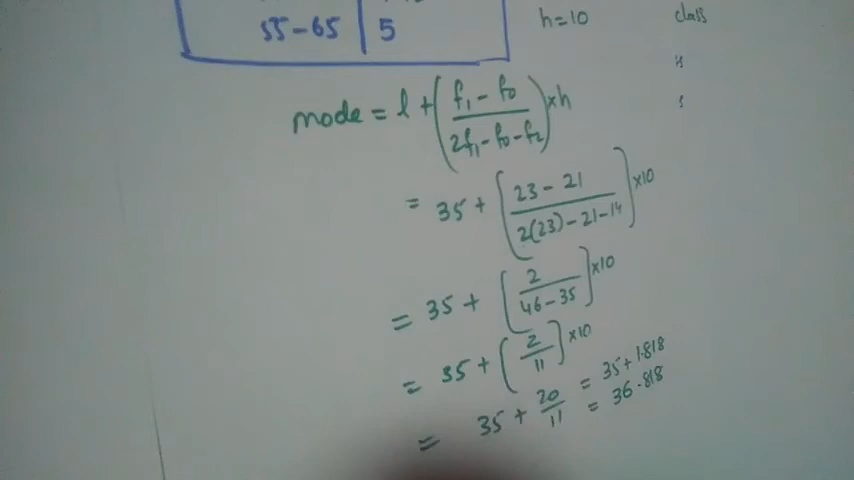 55-65 5
h=10
class
mode = l + (f₁ - f₀ / 2f₁ - f₀ - f₂) × h
= 35 + [23 - 21 / 2(23) - 21 - 14] × 10
= 35 + [2 / 46 - 35] × 10
= 35 + [2 / 11] × 10
= 35 + 20/11 = 35 + 1.818
= 36.818